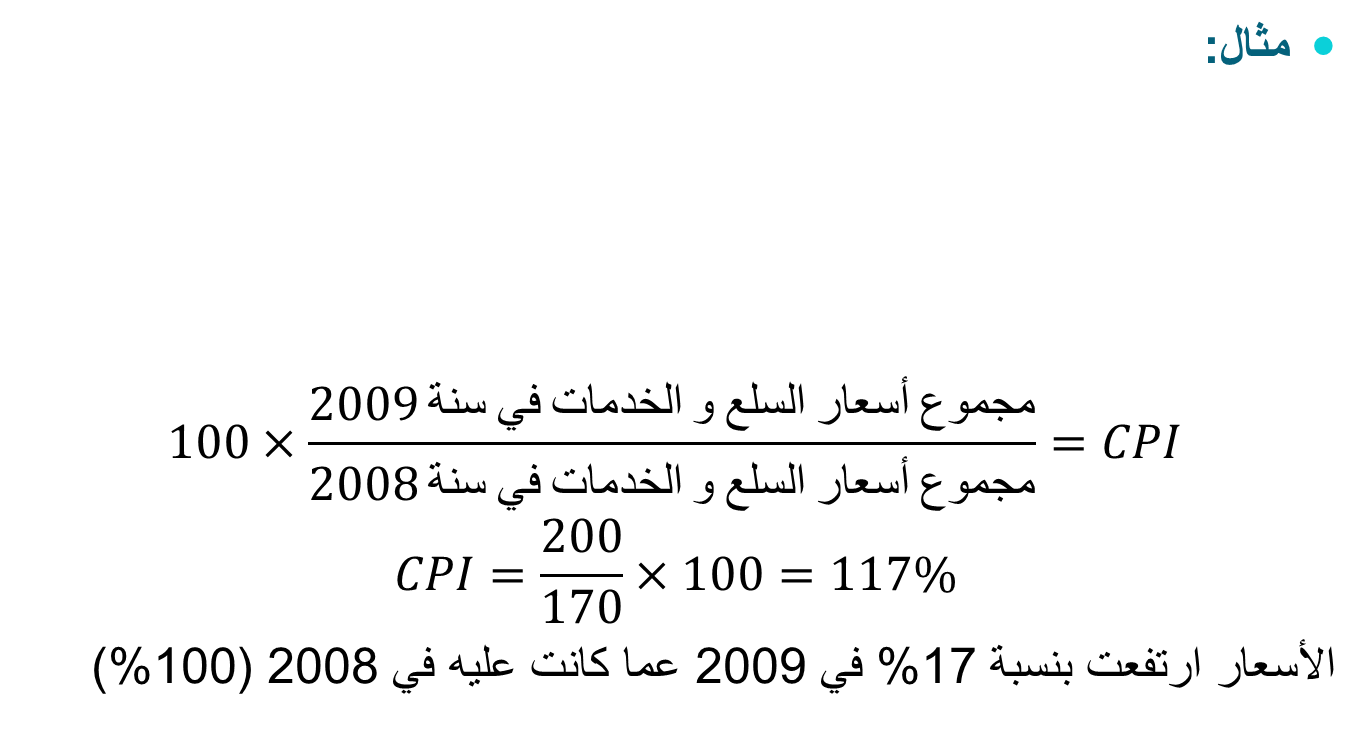 • مثال:
مجموع أسعار السلع و الخدمات في سنة 2009
100 × = CPI
مجموع أسعار السلع و الخدمات في سنة 2008
200
CPI = × 100 = 117%
170
الأسعار ارتفعت بنسبة 17% في 2009 عما كانت عليه في 2008 (100%)